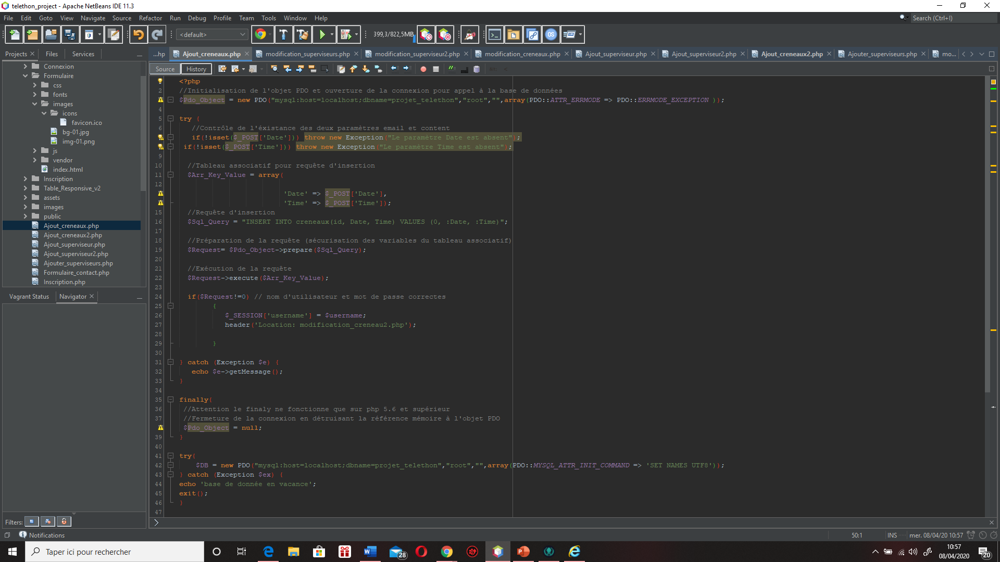 telethon_project - Apache NetBeans IDE 11.3
File Edit Goto View Navigate Source Refactor Run Debug Profile Team Tools Window Help
Search (Ctrl+I)
<default>
399,3/822,5MB
Projects Files Services
...hp Ajout_creneaux.php modification_superviseurs.php modification_superviseur2.php modification_creneaux.php Ajout_superviseur.php Ajout_superviseur2.php Ajout_creneaux2.php Ajouter_superviseurs.php mo...
Source History
Connexion
Formulaire
css
fonts
images
icons
favicon.ico
bg-01.jpg
img-01.png
js
vendor
index.html
Inscription
Table_Responsive_v2
assets
images
public
Ajout_creneaux.php
Ajout_creneaux2.php
Ajout_superviseur.php
Ajout_superviseur2.php
Ajouter_superviseurs.php
Formulaire_contact.php
Inscription.php
Vagrant Status Navigator
Filters:
<?php
2 //Initialisation de l'objet PDO et ouverture de la connexion pour appel à la base de données
$Pdo_Object = new PDO("mysql:host=localhost;dbname=projet_telethon","root","",array(PDO::ATTR_ERRMODE => PDO::ERRMODE_EXCEPTION ));
4
5 try {
6 //Contrôle de l'éxistance des deux paramètres email et content
if(!isset($_POST['Date'])) throw new Exception("Le paramètre Date est absent");
if(!isset($_POST['Time'])) throw new Exception("Le paramètre Time est absent");
9
10 //Tableau associatif pour requête d'insertion
11 $Arr_Key_Value = array(
12
'Date' => $_POST['Date'],
'Time' => $_POST['Time']);
15 //Requête d'insertion
16 $Sql_Query = "INSERT INTO creneaux(id, Date, Time) VALUES (0, :Date, :Time)";
17
18 //Préparation de la requête (sécurisation des variables du tableau associatif)
19 $Request= $Pdo_Object->prepare($Sql_Query);
20
21 //Exécution de la requête
22 $Request->execute($Arr_Key_Value);
23
24 if($Request!=0) // nom d'utilisateur et mot de passe correctes
25 {
26 $_SESSION['username'] = $username;
27 header('Location: modification_creneau2.php');
28
29 }
30
31 } catch (Exception $e) {
32 echo $e->getMessage();
33 }
34
35 finally{
36 //Attention le finaly ne fonctionne que sur php 5.6 et supérieur
37 //Fermeture de la connexion en détruisant la référence mémoire à l'objet PDO
$Pdo_Object = null;
39 }
40
41 try{
42 $DB = new PDO("mysql:host=localhost;dbname=projet_telethon","root","",array(PDO::MYSQL_ATTR_INIT_COMMAND => 'SET NAMES UTF8'));
43 } catch (Exception $ex) {
44 echo 'base de donnée en vacance';
45 exit();
46 }
47
Notifications
50:1 INS mer. 08/04/20 10:57
Taper ici pour rechercher
28
10:57
08/04/2020
20